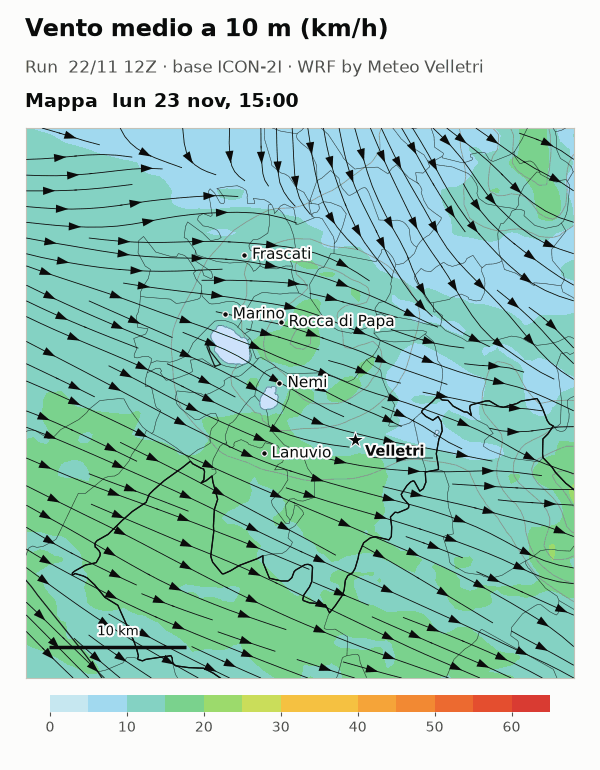 Vento medio a 10 m (km/h)
Run 22/11 12Z · base ICON-2I · WRF by Meteo Velletri
Mappa lun 23 nov, 15:00
Frascati
Marino
Rocca di Papa
Nemi
Velletri
Lanuvio
10 km
0 10 20 30 40 50 60